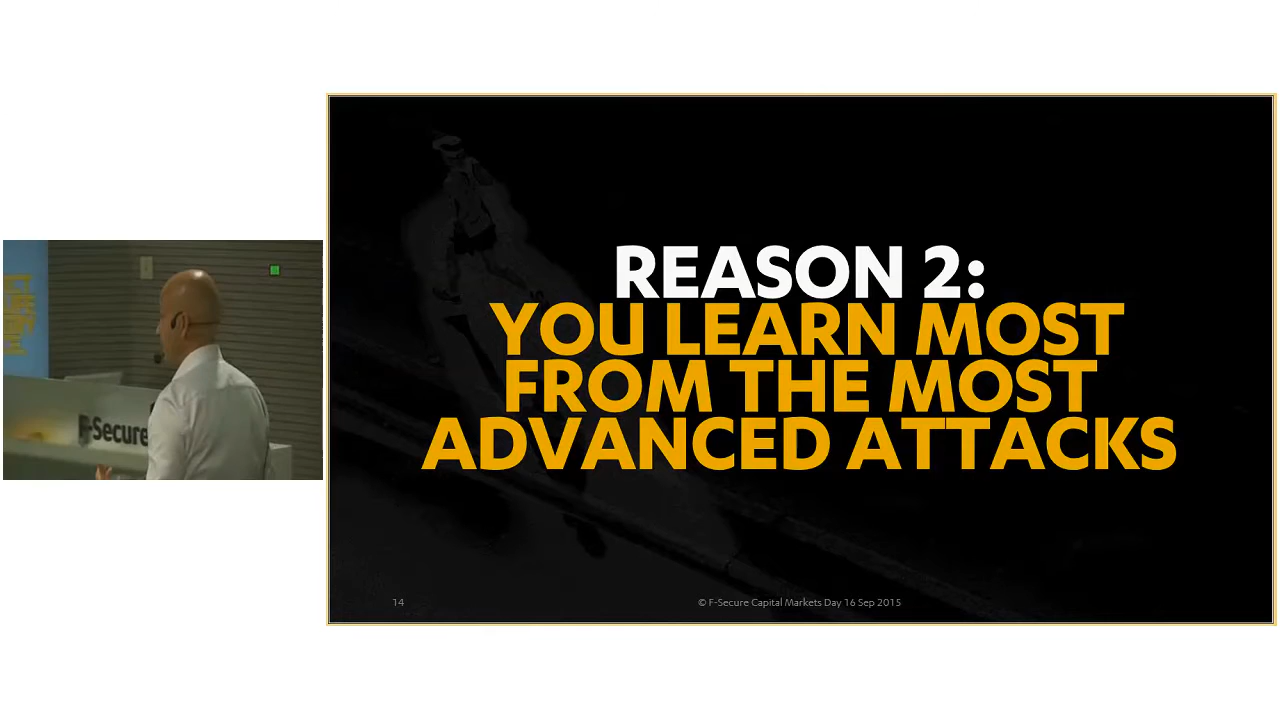 F-Secure
REASON 2:
YOU LEARN MOST
FROM THE MOST
ADVANCED ATTACKS
14
© F-Secure Capital Markets Day 16 Sep 2015